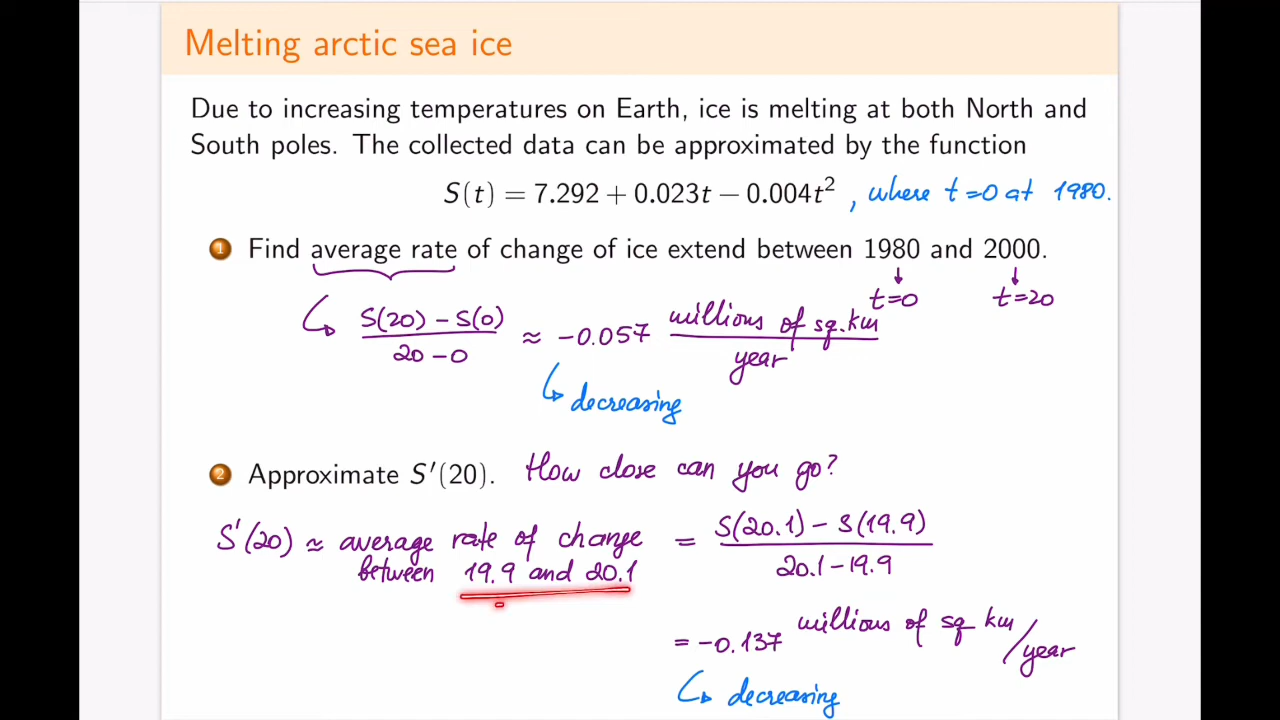 Melting arctic sea ice
Due to increasing temperatures on Earth, ice is melting at both North and
South poles. The collected data can be approximated by the function
S(t) = 7.292 + 0.023t − 0.004t² , where t=0 at 1980.
1 Find average rate of change of ice extend between 1980 and 2000.
t=0 t=20
S(20) − S(0) / 20 − 0 ≈ −0.057 millions of sq.km / year
decreasing
2 Approximate S′(20). How close can you go?
S′(20) ≈ average rate of change = S(20.1) − S(19.9) / 20.1 − 19.9
between 19.9 and 20.1
= −0.137 millions of sq km / year
decreasing